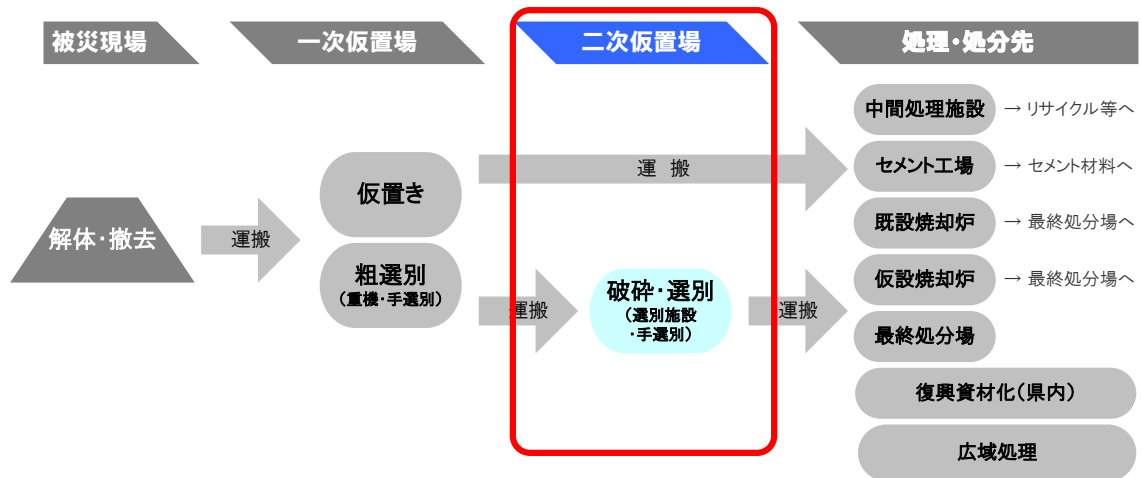 被災現場
一次仮置場
二次仮置場
処理・処分先
解体・撤去
運搬
仮置き
粗選別
(重機・手選別)
運 搬
運搬
破砕・選別
(選別施設
・手選別)
運搬
中間処理施設 → リサイクル等へ
セメント工場 → セメント材料へ
既設焼却炉 → 最終処分場へ
仮設焼却炉 → 最終処分場へ
最終処分場
復興資材化(県内)
広域処理